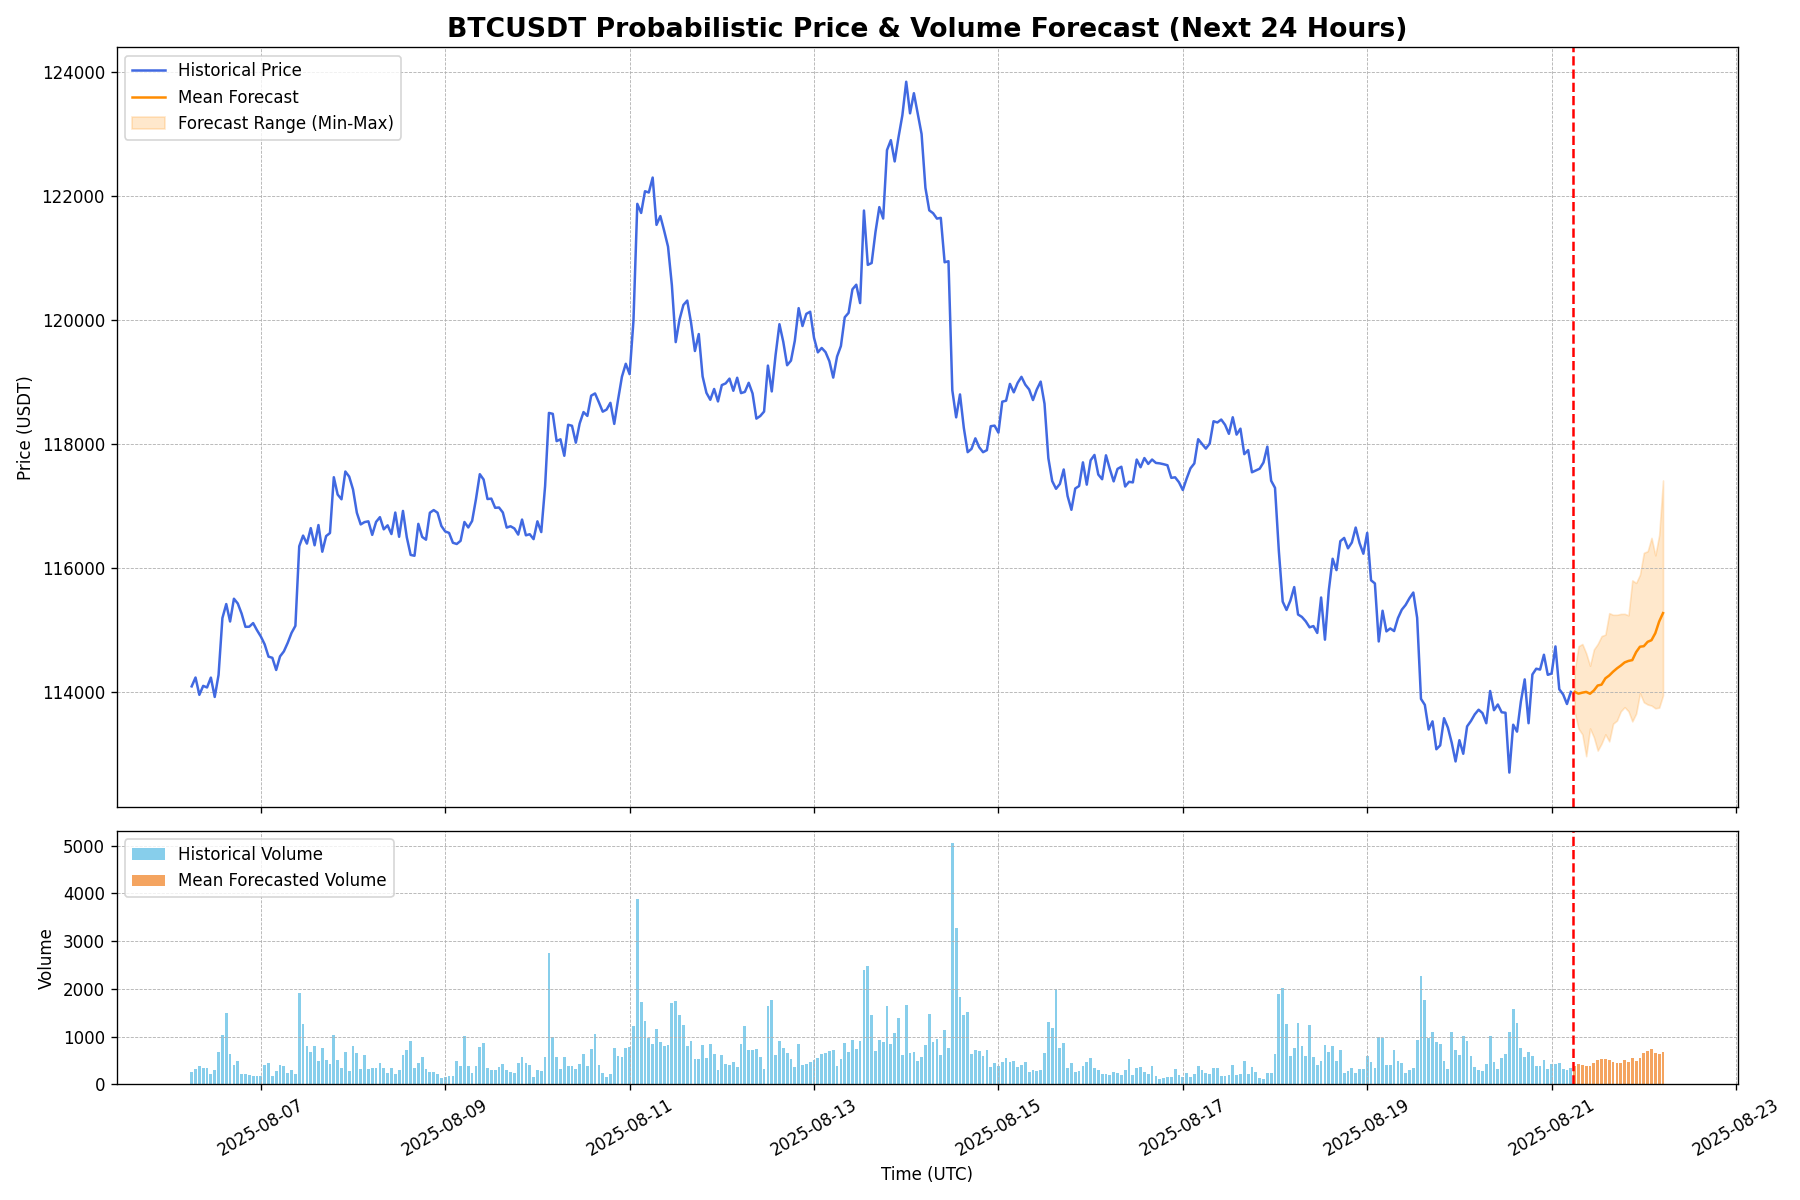 BTCUSDT Probabilistic Price & Volume Forecast (Next 24 Hours)
Historical Price
Mean Forecast
Forecast Range (Min-Max)
124000
122000
120000
118000
116000
114000
Price (USDT)
Historical Volume
Mean Forecasted Volume
5000
4000
3000
2000
1000
0
Volume
2025-08-07
2025-08-09
2025-08-11
2025-08-13
2025-08-15
2025-08-17
2025-08-19
2025-08-21
2025-08-23
Time (UTC)